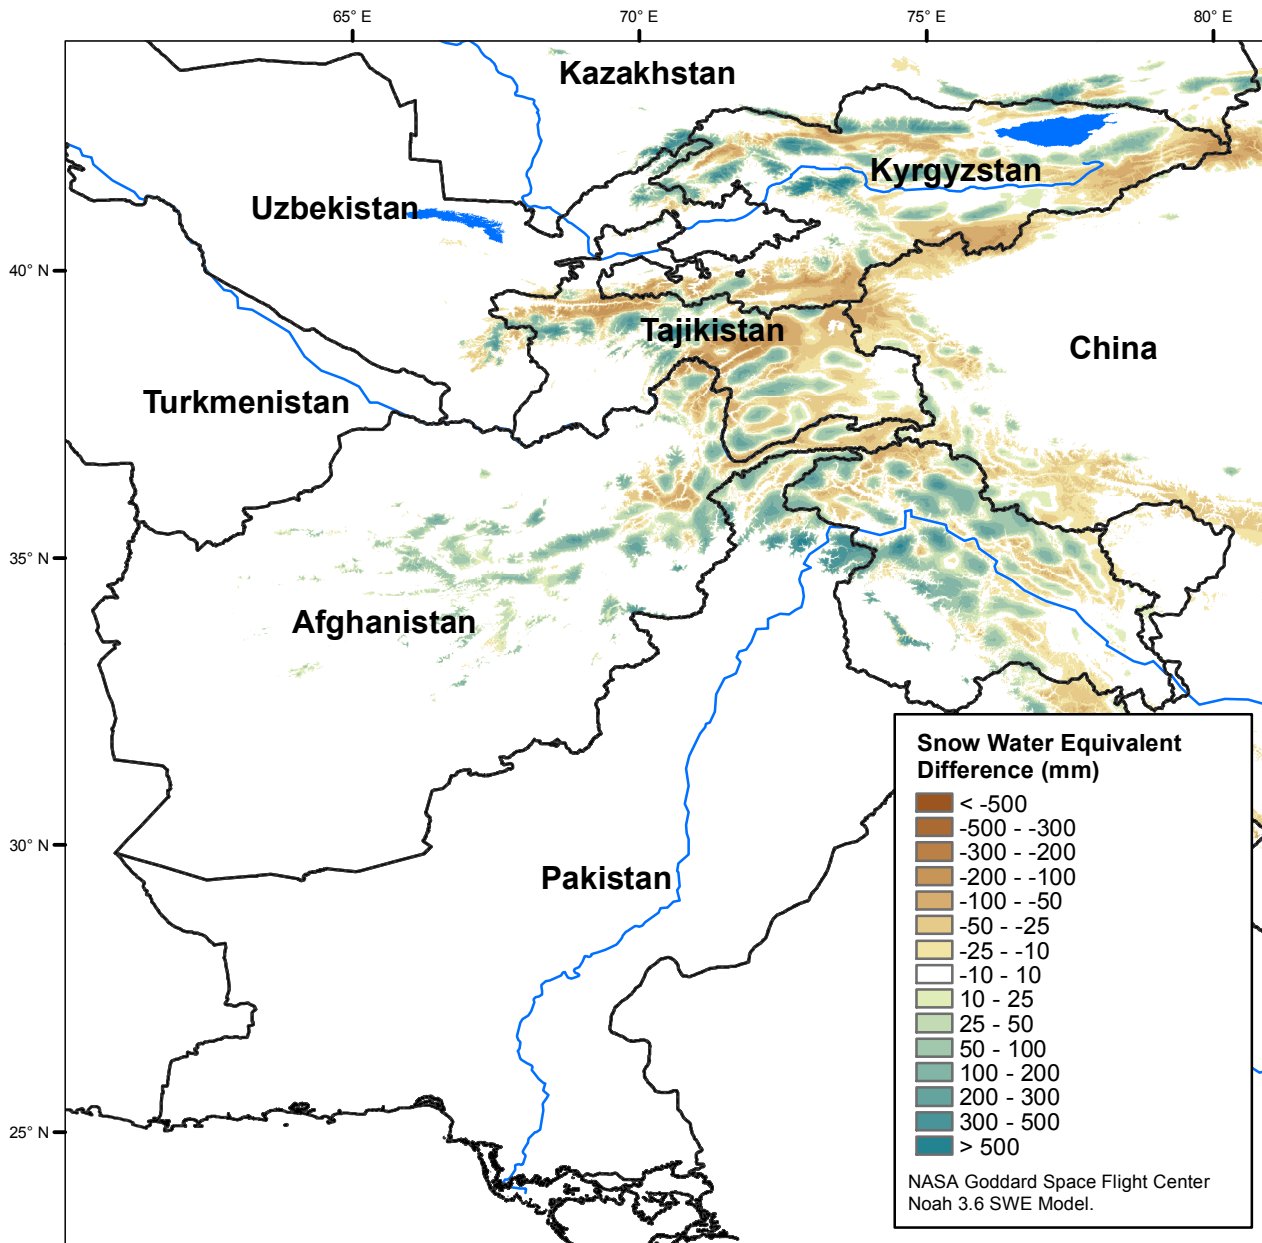 65° E
70° E
75° E
80° E
Kazakhstan
Kyrgyzstan
Uzbekistan
40° N
Tajikistan
China
Turkmenistan
35° N
Afghanistan
30° N
Pakistan
25° N
Snow Water Equivalent
Difference (mm)
< -500
-500 - -300
-300 - -200
-200 - -100
-100 - -50
-50 - -25
-25 - -10
-10 - 10
10 - 25
25 - 50
50 - 100
100 - 200
200 - 300
300 - 500
> 500
NASA Goddard Space Flight Center
Noah 3.6 SWE Model.